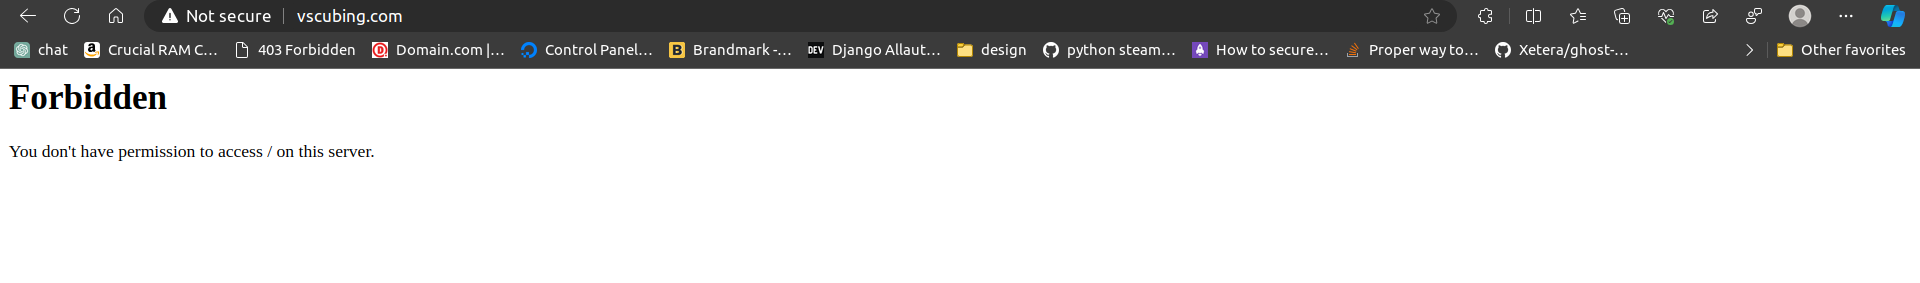 Not secure vscubing.com
chat Crucial RAM C... 403 Forbidden Domain.com |... Control Panel... Brandmark -... Django Allaut... design python steam... How to secure... Proper way to... Xetera/ghost-... Other favorites
Forbidden
You don't have permission to access / on this server.